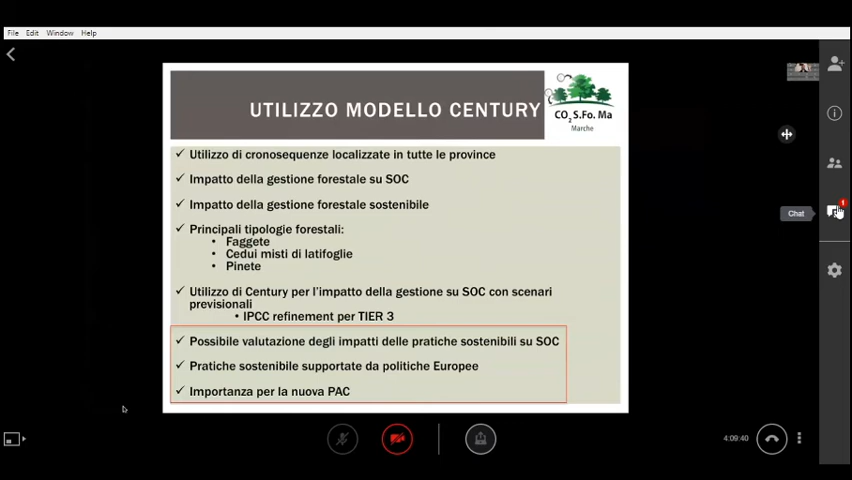 File Edit Window Help
UTILIZZO MODELLO CENTURY
CO2 S.Fo. Ma
Marche
✓ Utilizzo di cronosequenze localizzate in tutte le province
✓ Impatto della gestione forestale su SOC
✓ Impatto della gestione forestale sostenibile
✓ Principali tipologie forestali:
• Faggete
• Cedui misti di latifoglie
• Pinete
✓ Utilizzo di Century per l'impatto della gestione su SOC con scenari
previsionali
• IPCC refinement per TIER 3
✓ Possibile valutazione degli impatti delle pratiche sostenibili su SOC
✓ Pratiche sostenibile supportate da politiche Europee
✓ Importanza per la nuova PAC
Chat
1
4:09:40